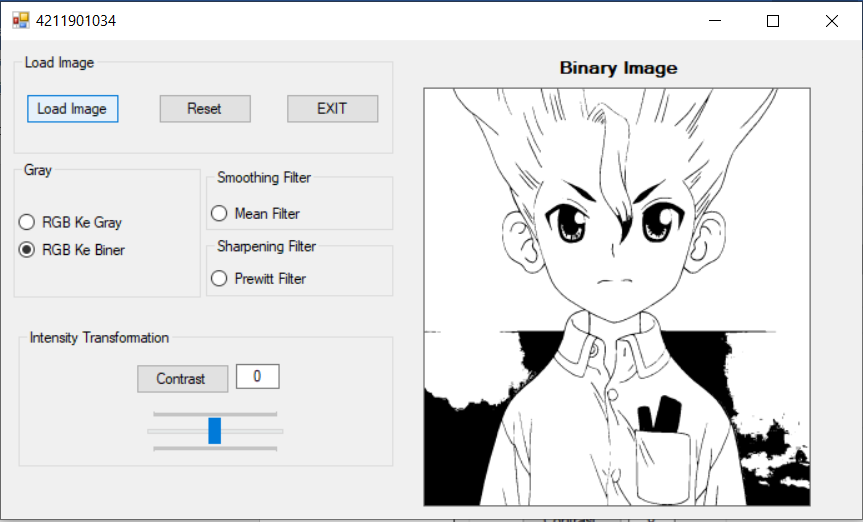 4211901034
Load Image
Load Image
Reset
EXIT
Gray
RGB Ke Gray
RGB Ke Biner
Smoothing Filter
Mean Filter
Sharpening Filter
Prewitt Filter
Intensity Transformation
Contrast
0
Binary Image